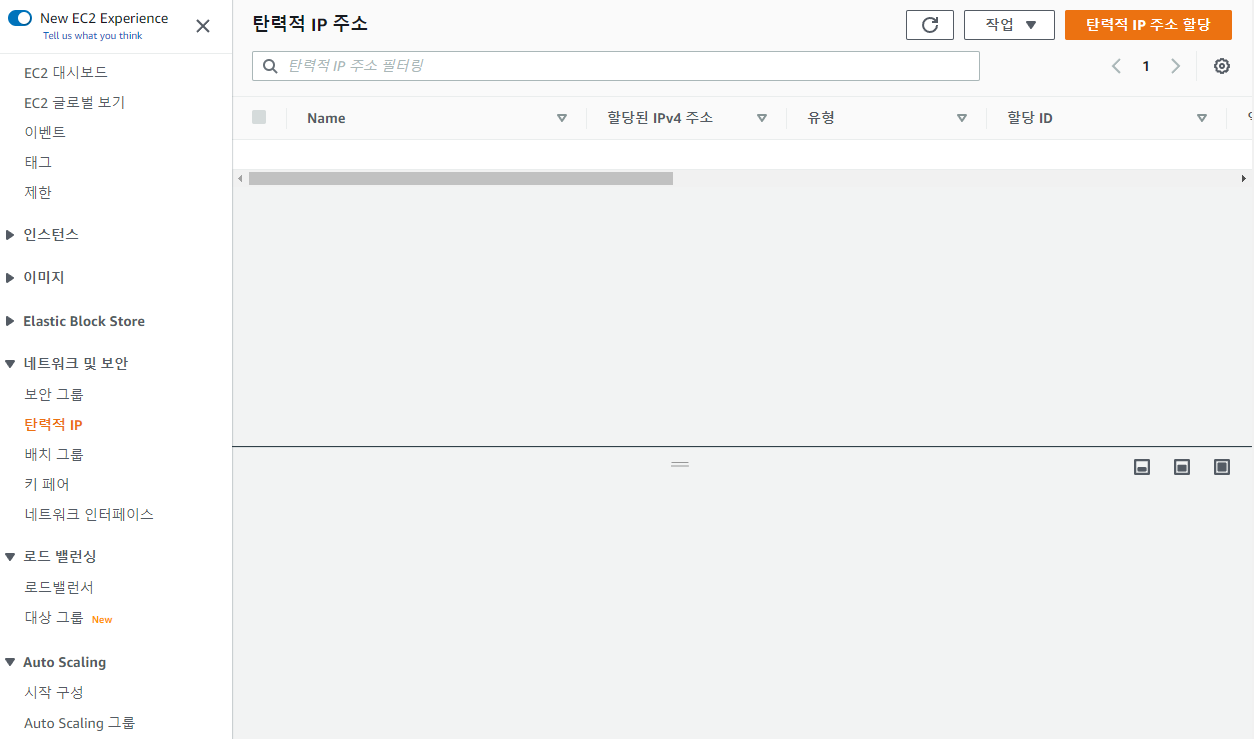 New EC2 Experience
Tell us what you think
EC2 대시보드
EC2 글로벌 보기
이벤트
태그
제한
인스턴스
이미지
Elastic Block Store
네트워크 및 보안
보안 그룹
탄력적 IP
배치 그룹
키 페어
네트워크 인터페이스
로드 밸런싱
로드밸런서
대상 그룹 New
Auto Scaling
시작 구성
Auto Scaling 그룹
탄력적 IP 주소
작업
탄력적 IP 주소 할당
탄력적 IP 주소 필터링
1
Name 할당된 IPv4 주소 유형 할당 ID